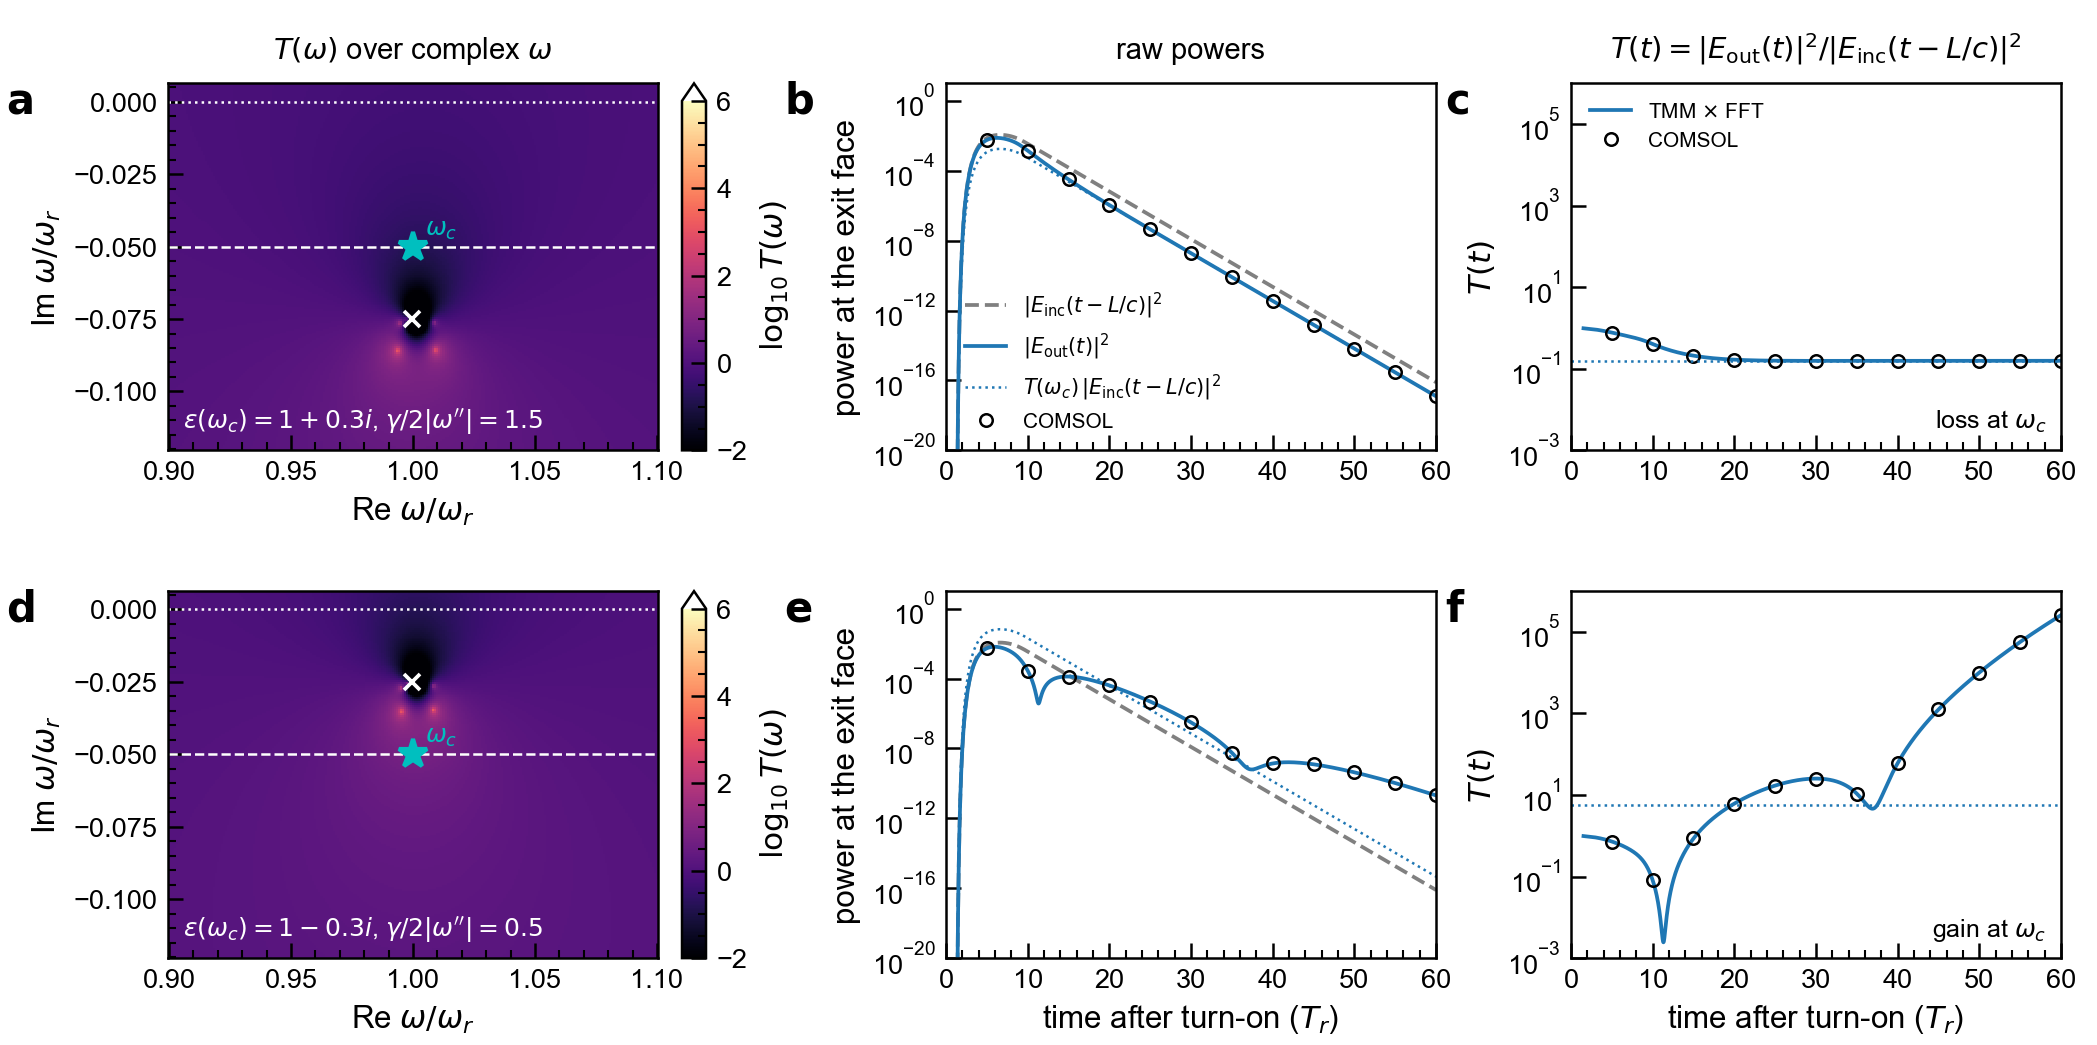 T(ω) over complex ω
raw powers
T(t) = |E_out(t)|²/|E_inc(t − L/c)|²
a
Im ω/ω_r
0.000
−0.025
−0.050
−0.075
−0.100
ω_c
ε(ω_c) = 1 + 0.3i, γ/2|ω″| = 1.5
0.90 0.95 1.00 1.05 1.10
Re ω/ω_r
6
4
2
0
−2
log₁₀ T(ω)
b
power at the exit face
10⁰
10⁻⁴
10⁻⁸
10⁻¹²
10⁻¹⁶
10⁻²⁰
|E_inc(t − L/c)|²
|E_out(t)|²
T(ω_c) |E_inc(t − L/c)|²
COMSOL
0 10 20 30 40 50 60
c
T(t)
10⁵
10³
10¹
10⁻¹
10⁻³
TMM × FFT
COMSOL
loss at ω_c
0 10 20 30 40 50 60
d
Im ω/ω_r
0.000
−0.025
−0.050
−0.075
−0.100
ω_c
ε(ω_c) = 1 − 0.3i, γ/2|ω″| = 0.5
0.90 0.95 1.00 1.05 1.10
Re ω/ω_r
6
4
2
0
−2
log₁₀ T(ω)
e
power at the exit face
10⁰
10⁻⁴
10⁻⁸
10⁻¹²
10⁻¹⁶
10⁻²⁰
0 10 20 30 40 50 60
time after turn-on (T_r)
f
T(t)
10⁵
10³
10¹
10⁻¹
10⁻³
gain at ω_c
0 10 20 30 40 50 60
time after turn-on (T_r)